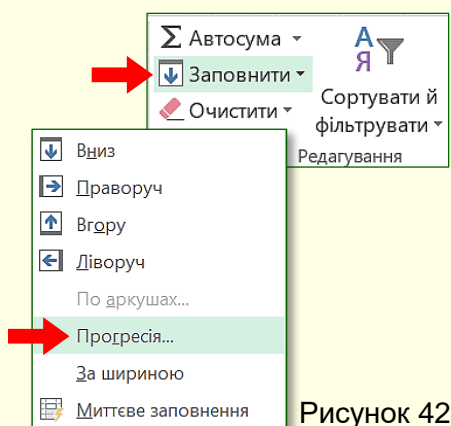 Автосума
Заповнити
Очистити
Сортувати й
фільтрувати
Редагування
Вниз
Праворуч
Вгору
Ліворуч
По аркушах...
Прогресія...
За шириною
Миттєве заповнення
Рисунок 42